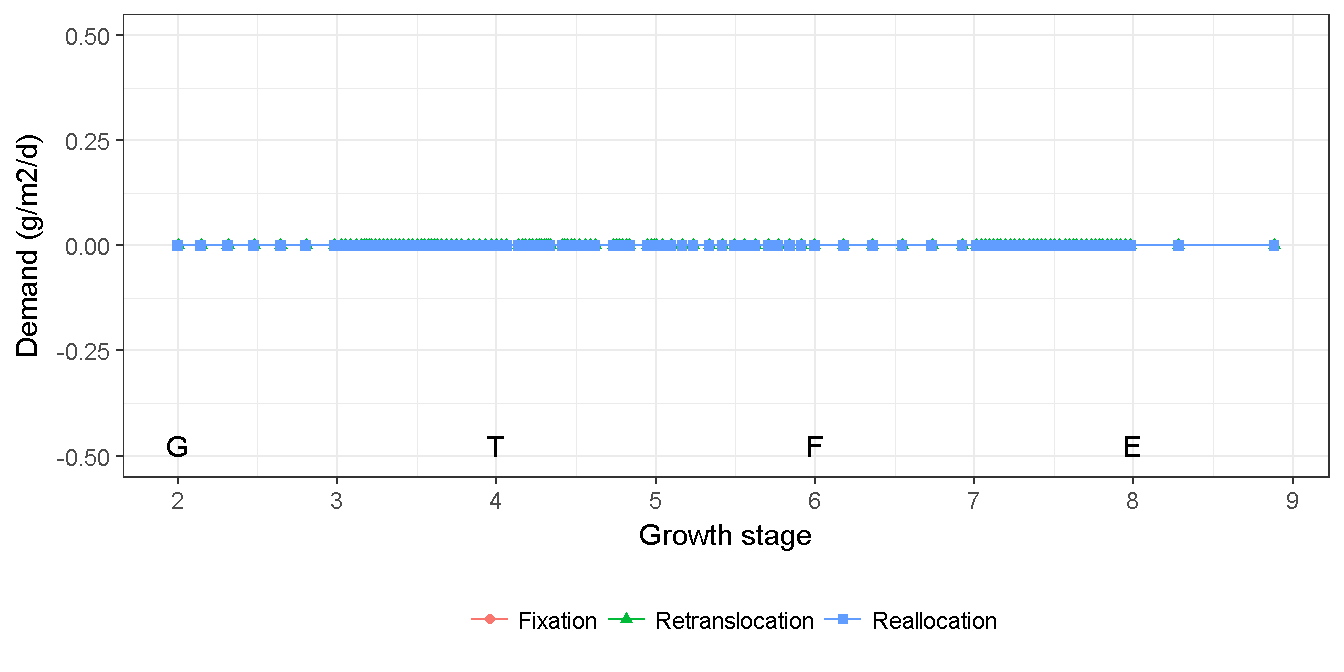 Demand (g/m2/d)
0.50
0.25
0.00
-0.25
-0.50
G T F E
2 3 4 5 6 7 8 9
Growth stage
Fixation Retranslocation Reallocation